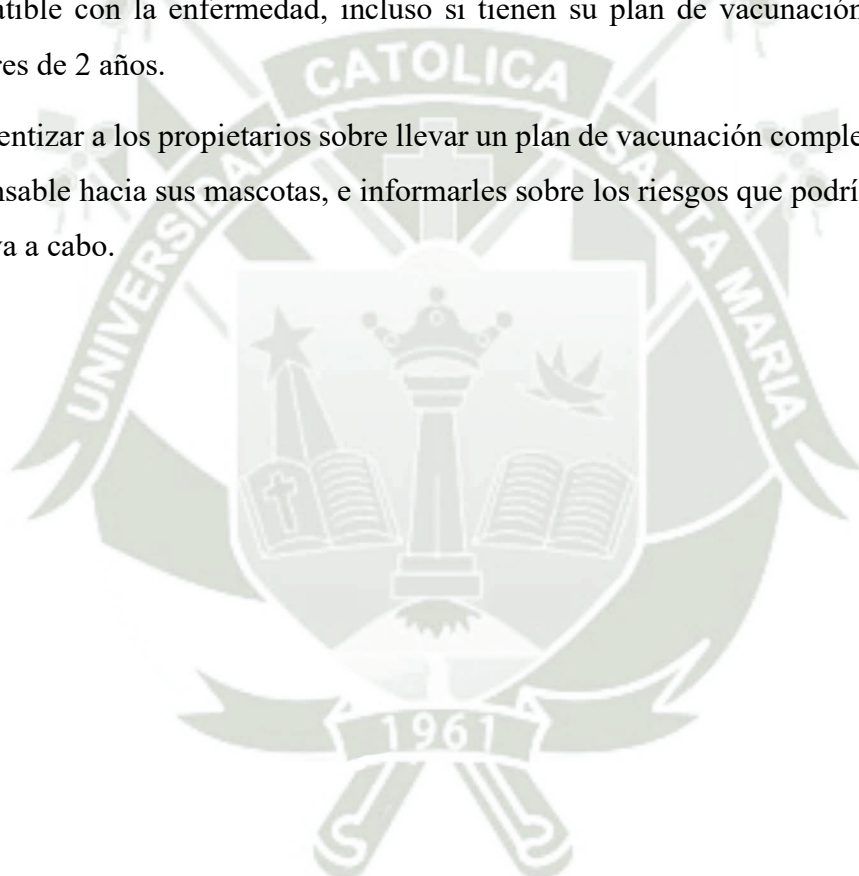 atible con la enfermedad, incluso si tienen su plan de vacunación
res de 2 años.
entizar a los propietarios sobre llevar un plan de vacunación comple
nsable hacia sus mascotas, e informarles sobre los riesgos que podrí
va a cabo.
UNIVERSIDAD CATOLICA SANTA MARIA
1961